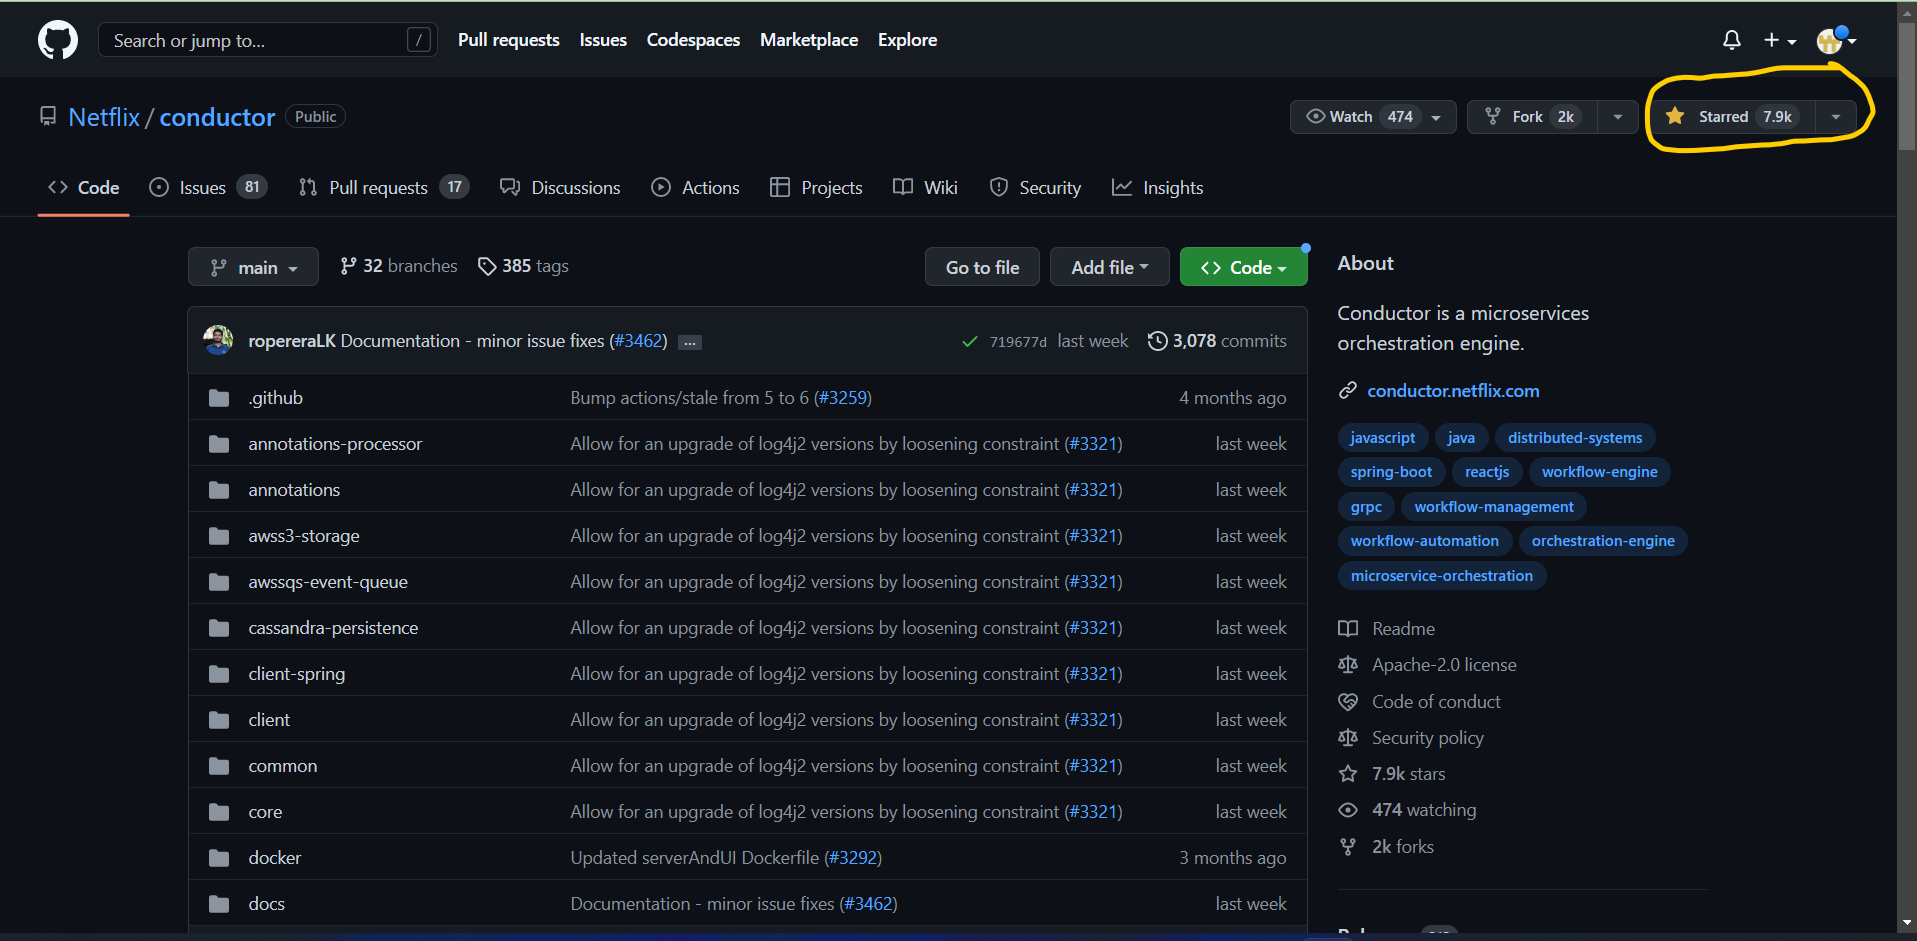 Search or jump to... /
Pull requests Issues Codespaces Marketplace Explore
Netflix / conductor Public
Watch 474 Fork 2k Starred 7.9k
Code Issues 81 Pull requests 17 Discussions Actions Projects Wiki Security Insights
main 32 branches 385 tags Go to file Add file Code
ropereraLK Documentation - minor issue fixes (#3462) ... 719677d last week 3,078 commits
.github Bump actions/stale from 5 to 6 (#3259) 4 months ago
annotations-processor Allow for an upgrade of log4j2 versions by loosening constraint (#3321) last week
annotations Allow for an upgrade of log4j2 versions by loosening constraint (#3321) last week
awss3-storage Allow for an upgrade of log4j2 versions by loosening constraint (#3321) last week
awssqs-event-queue Allow for an upgrade of log4j2 versions by loosening constraint (#3321) last week
cassandra-persistence Allow for an upgrade of log4j2 versions by loosening constraint (#3321) last week
client-spring Allow for an upgrade of log4j2 versions by loosening constraint (#3321) last week
client Allow for an upgrade of log4j2 versions by loosening constraint (#3321) last week
common Allow for an upgrade of log4j2 versions by loosening constraint (#3321) last week
core Allow for an upgrade of log4j2 versions by loosening constraint (#3321) last week
docker Updated serverAndUI Dockerfile (#3292) 3 months ago
docs Documentation - minor issue fixes (#3462) last week
About
Conductor is a microservices
orchestration engine.
conductor.netflix.com
javascript java distributed-systems
spring-boot reactjs workflow-engine
grpc workflow-management
workflow-automation orchestration-engine
microservice-orchestration
Readme
Apache-2.0 license
Code of conduct
Security policy
7.9k stars
474 watching
2k forks